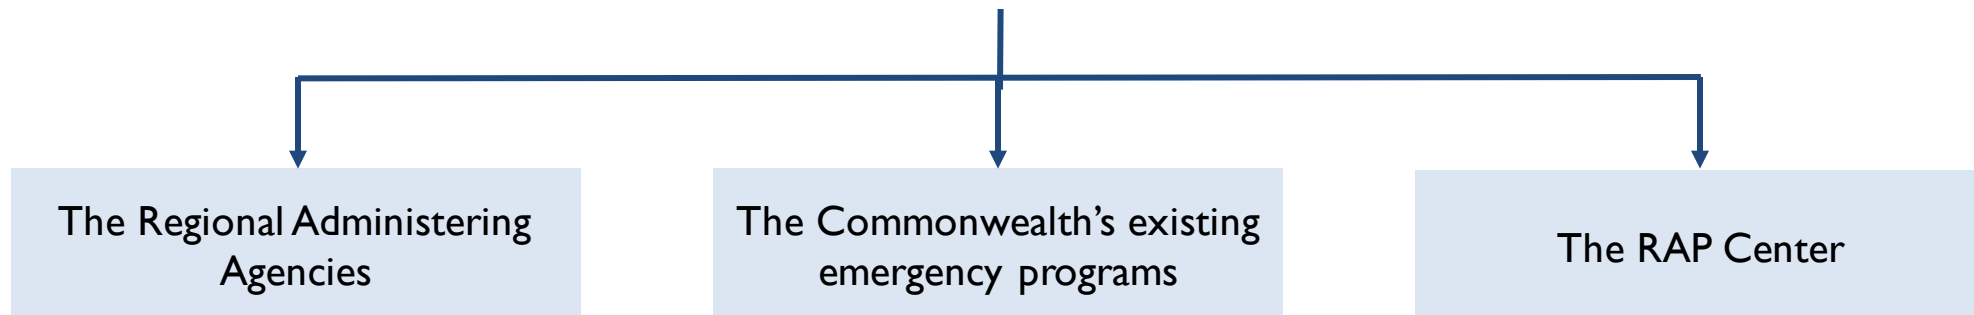 The Regional Administering
Agencies
The Commonwealth’s existing
emergency programs
The RAP Center